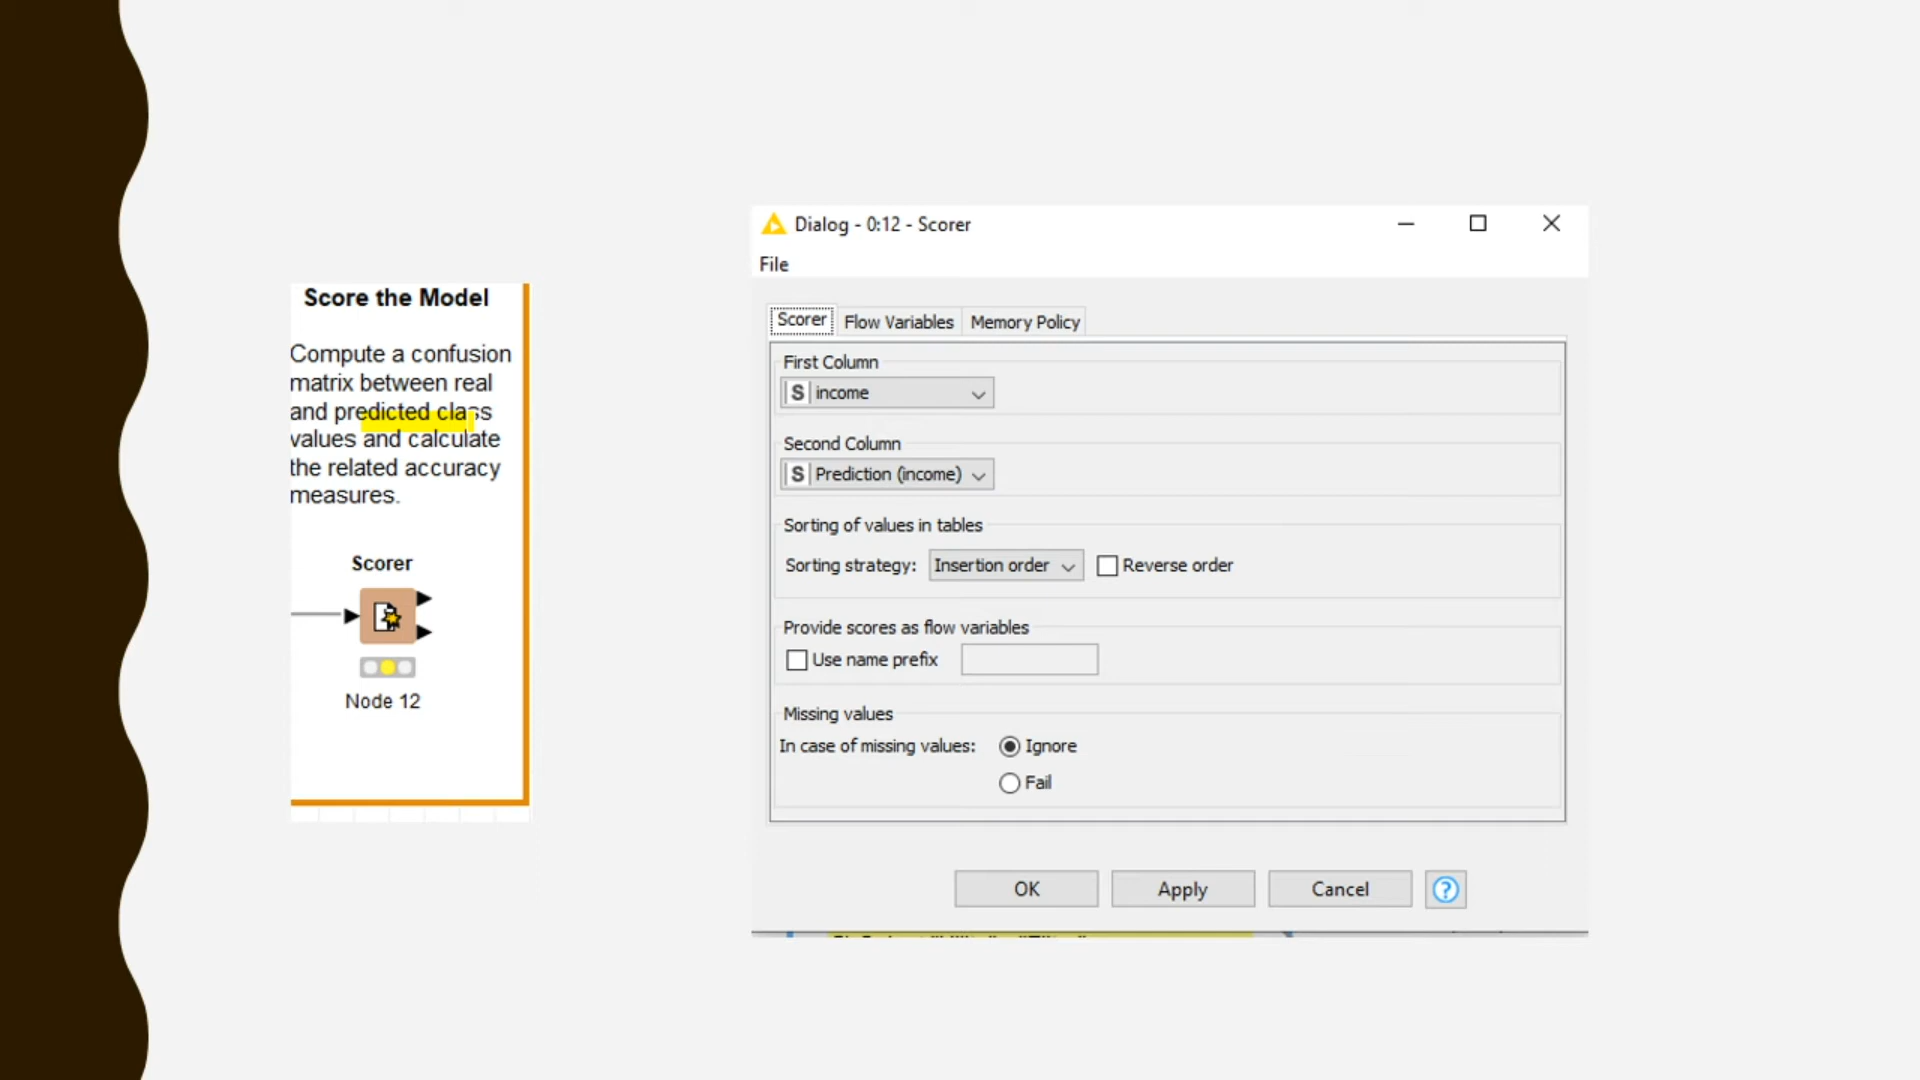 Score the Model
Compute a confusion
matrix between real
and predicted class
values and calculate
the related accuracy
measures.
Scorer
Node 12
Dialog - 0:12 - Scorer
File
Scorer Flow Variables Memory Policy
First Column
S income
Second Column
S Prediction (income)
Sorting of values in tables
Sorting strategy: Insertion order Reverse order
Provide scores as flow variables
Use name prefix
Missing values
In case of missing values: Ignore
Fail
OK Apply Cancel ?